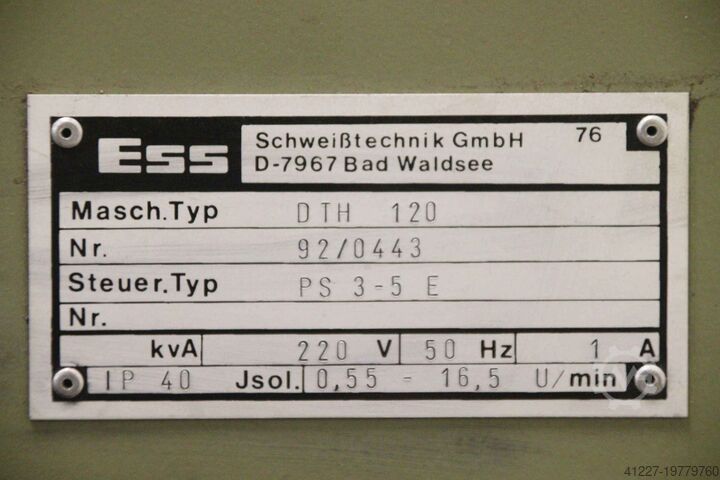 ESS
Schweißtechnik GmbH 76
D-7967 Bad Waldsee
Masch.Typ DTH 120
Nr. 92/0443
Steuer.Typ PS 3-5 E
Nr.
kvA 220 V 50 Hz 1 A
IP 40 Jsol. 0,55 - 16,5 U/min
41227-19779760